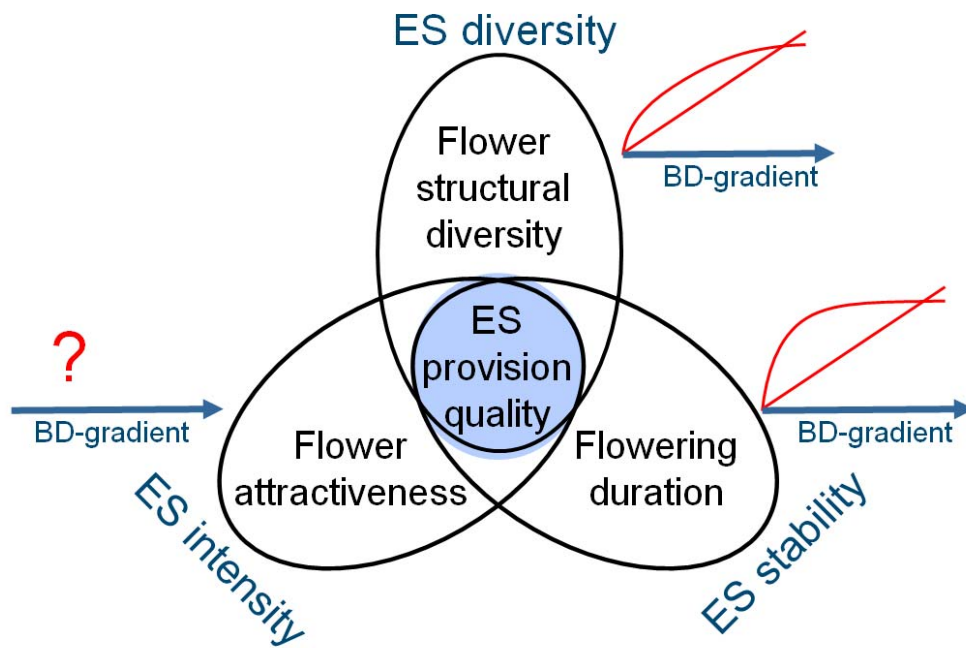 ES diversity
Flower
structural
diversity
BD-gradient
ES
provision
quality
?
BD-gradient
Flower
attractiveness
Flowering
duration
BD-gradient
ES intensity
ES stability